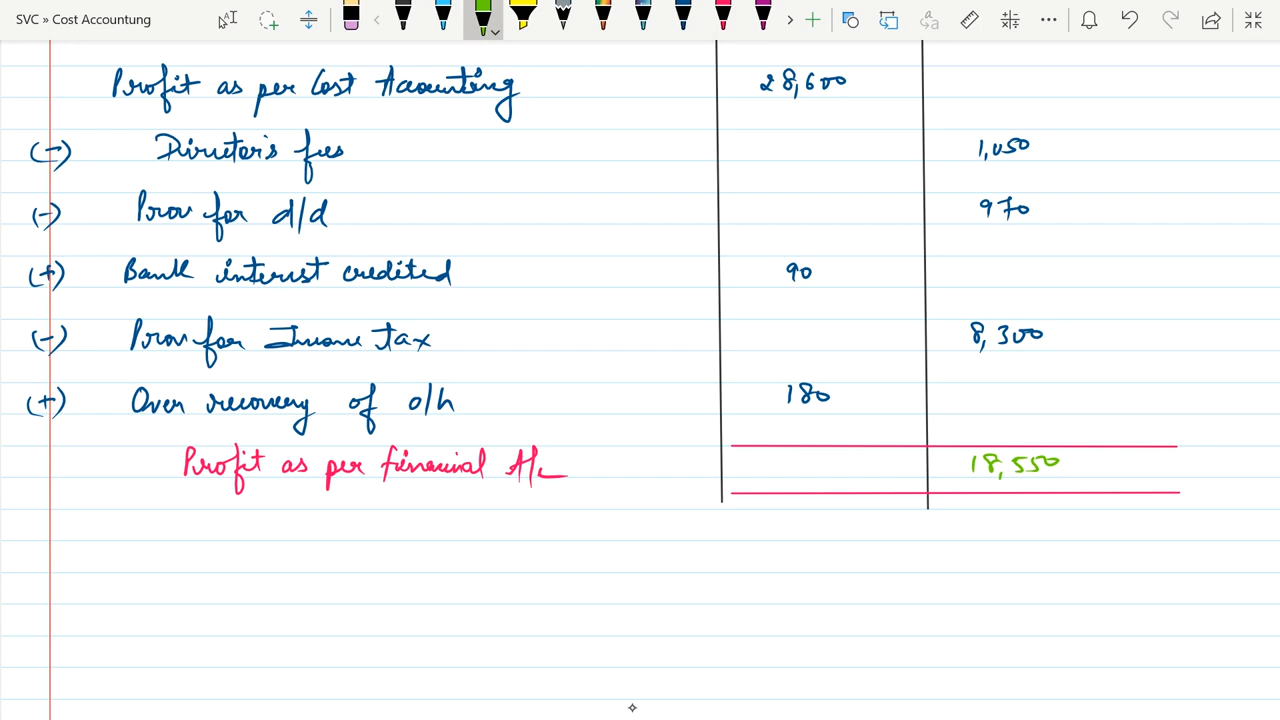 SVC » Cost Accountung
Profit as per Cost Accounting 28,600
(-) Director's fees 1,050
(-) Prov for d/d 970
(+) Bank interest credited 90
(-) Prov for Income tax 8,300
(+) Over recovery of o/h 180
Profit as per financial A/c 18,550